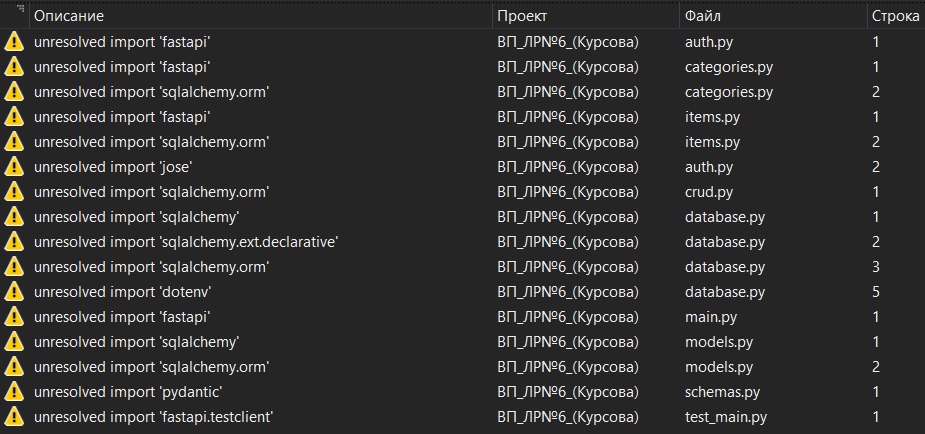 Описание Проект Файл Строка
unresolved import 'fastapi' ВП_ЛР№6_(Курсова) auth.py 1
unresolved import 'fastapi' ВП_ЛР№6_(Курсова) categories.py 1
unresolved import 'sqlalchemy.orm' ВП_ЛР№6_(Курсова) categories.py 2
unresolved import 'fastapi' ВП_ЛР№6_(Курсова) items.py 1
unresolved import 'sqlalchemy.orm' ВП_ЛР№6_(Курсова) items.py 2
unresolved import 'jose' ВП_ЛР№6_(Курсова) auth.py 2
unresolved import 'sqlalchemy.orm' ВП_ЛР№6_(Курсова) crud.py 1
unresolved import 'sqlalchemy' ВП_ЛР№6_(Курсова) database.py 1
unresolved import 'sqlalchemy.ext.declarative' ВП_ЛР№6_(Курсова) database.py 2
unresolved import 'sqlalchemy.orm' ВП_ЛР№6_(Курсова) database.py 3
unresolved import 'dotenv' ВП_ЛР№6_(Курсова) database.py 5
unresolved import 'fastapi' ВП_ЛР№6_(Курсова) main.py 1
unresolved import 'sqlalchemy' ВП_ЛР№6_(Курсова) models.py 1
unresolved import 'sqlalchemy.orm' ВП_ЛР№6_(Курсова) models.py 2
unresolved import 'pydantic' ВП_ЛР№6_(Курсова) schemas.py 1
unresolved import 'fastapi.testclient' ВП_ЛР№6_(Курсова) test_main.py 1